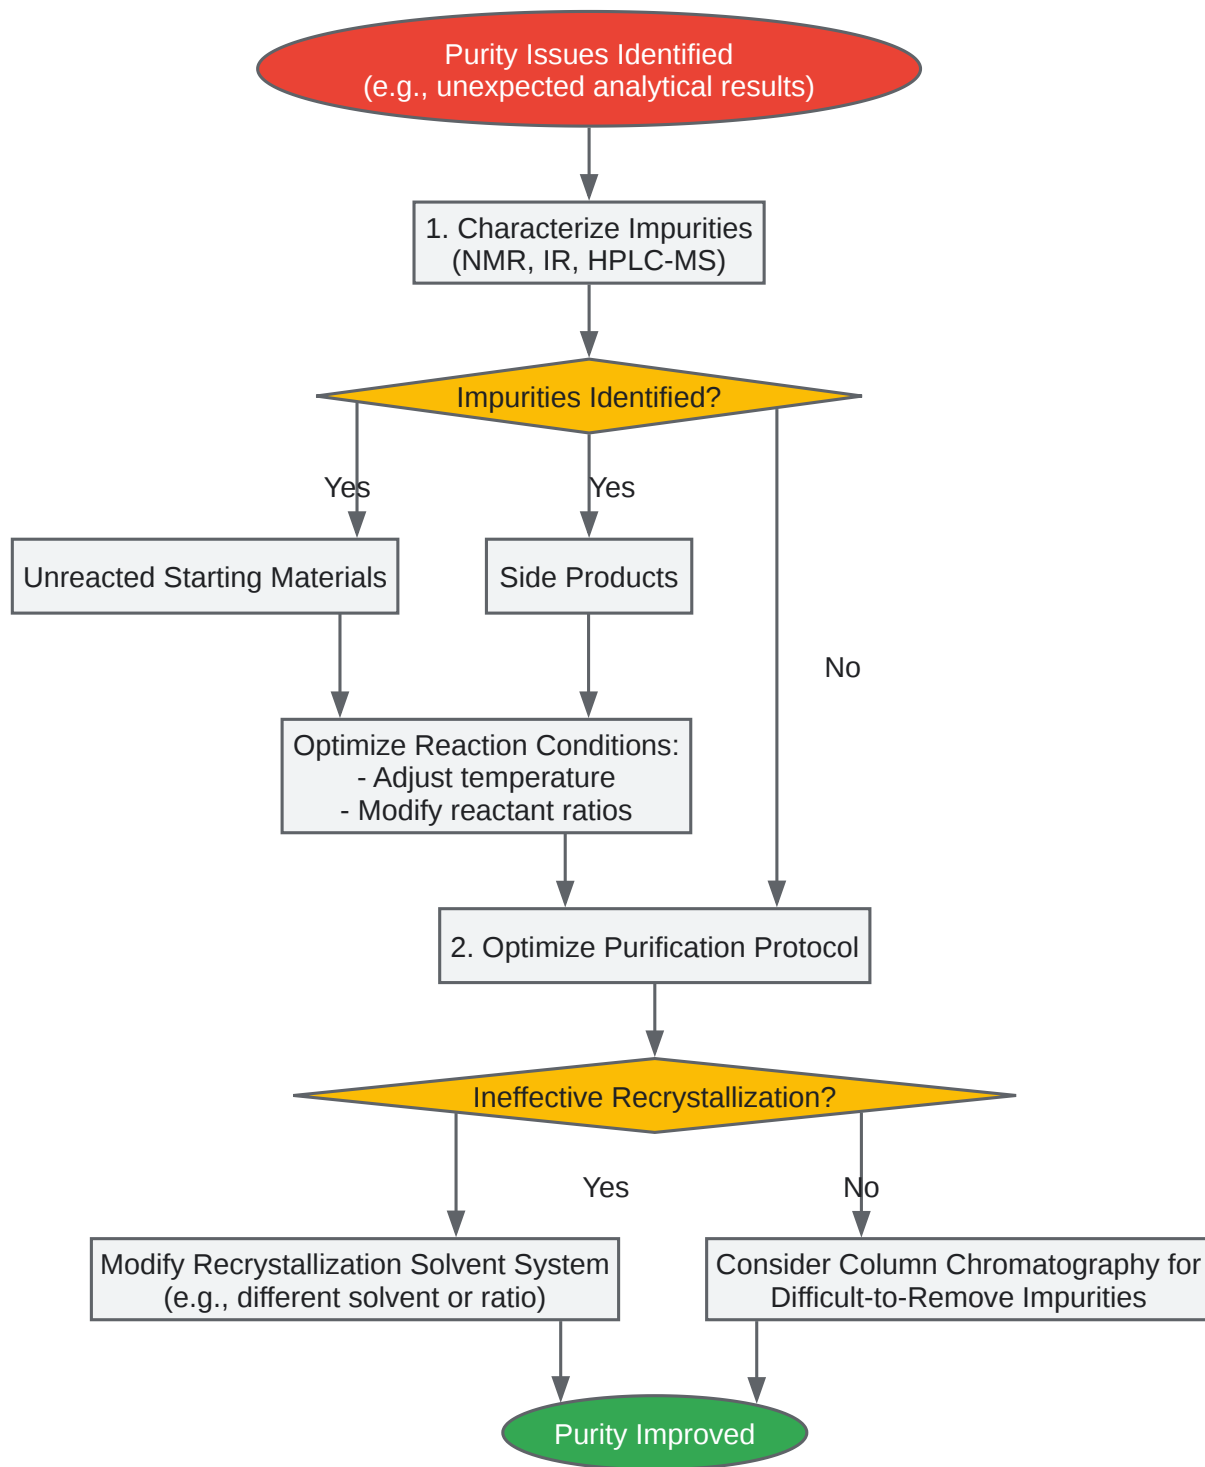 Purity Issues Identified
(e.g., unexpected analytical results)
1. Characterize Impurities
(NMR, IR, HPLC-MS)
Impurities Identified?
Yes
Yes
Unreacted Starting Materials
Side Products
No
Optimize Reaction Conditions:
- Adjust temperature
- Modify reactant ratios
2. Optimize Purification Protocol
Ineffective Recrystallization?
Yes
No
Modify Recrystallization Solvent System
(e.g., different solvent or ratio)
Consider Column Chromatography for
Difficult-to-Remove Impurities
Purity Improved